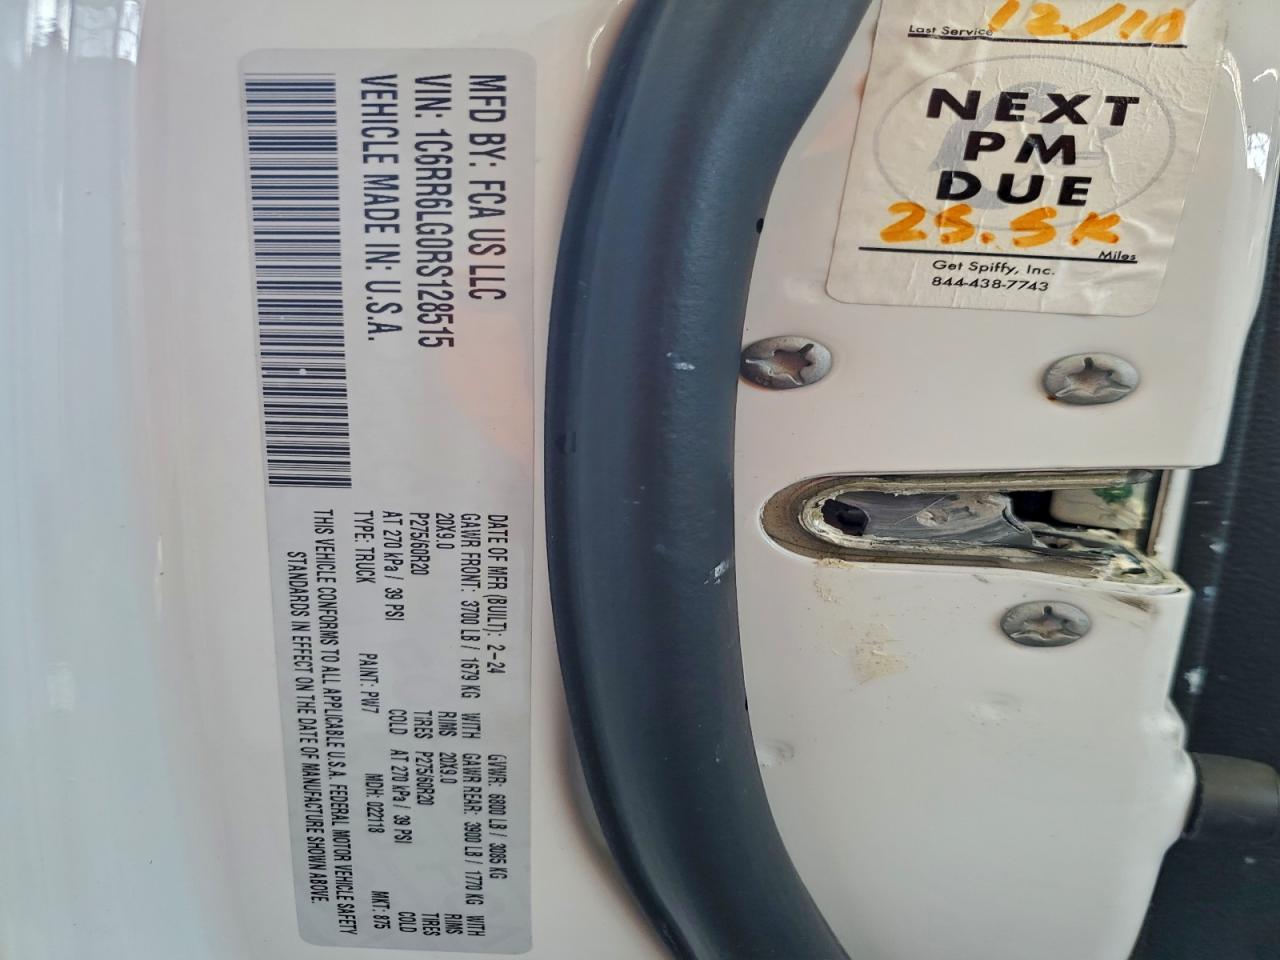 MFD BY: FCA US LLC
VIN: 1C6RR6LG0RS128515
VEHICLE MADE IN: U.S.A.
DATE OF MFR (BUILT): 2-24 GVWR: 6800 LB / 3085 KG
GAWR FRONT: 3700 LB / 1679 KG WITH GAWR REAR: 3900 LB / 1770 KG WITH
20X9.0 RIMS 20X9.0 RIMS
P275/60R20 TIRES P275/60R20 TIRES
AT 270 kPa / 39 PSI COLD AT 270 kPa / 39 PSI COLD
TYPE: TRUCK PAINT: PW7 MDH: 022118 MKT: 875
THIS VEHICLE CONFORMS TO ALL APPLICABLE U.S.A. FEDERAL MOTOR VEHICLE SAFETY
STANDARDS IN EFFECT ON THE DATE OF MANUFACTURE SHOWN ABOVE.
Last Service 12/10
NEXT
PM
DUE
25.5K
Miles
Get Spiffy, Inc.
844-438-7743